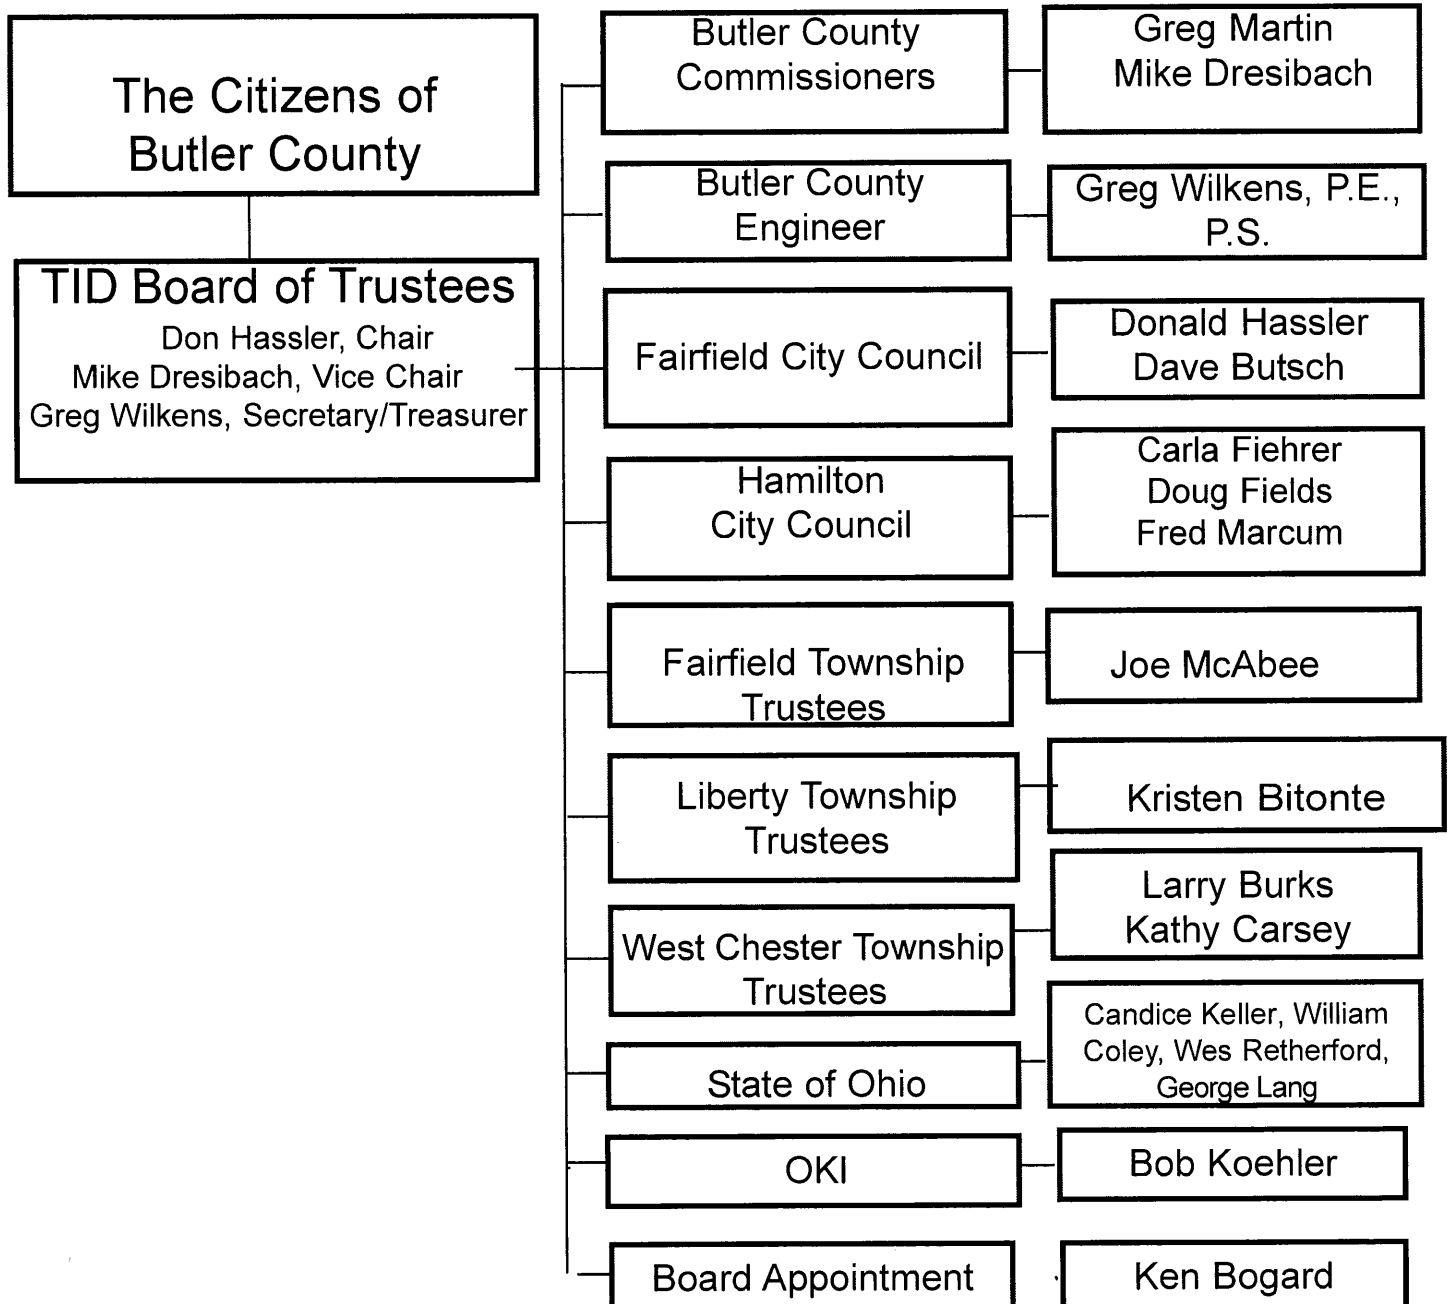 The Citizens of
Butler County
TID Board of Trustees
Don Hassler, Chair
Mike Dresibach, Vice Chair
Greg Wilkens, Secretary/Treasurer
Butler County
Commissioners
Greg Martin
Mike Dresibach
Butler County
Engineer
Greg Wilkens, P.E.,
P.S.
Fairfield City Council
Donald Hassler
Dave Butsch
Hamilton
City Council
Carla Fiehrer
Doug Fields
Fred Marcum
Fairfield Township
Trustees
Joe McAbee
Liberty Township
Trustees
Kristen Bitonte
West Chester Township
Trustees
Larry Burks
Kathy Carsey
State of Ohio
Candice Keller, William
Coley, Wes Retherford,
George Lang
OKI
Bob Koehler
Board Appointment
Ken Bogard